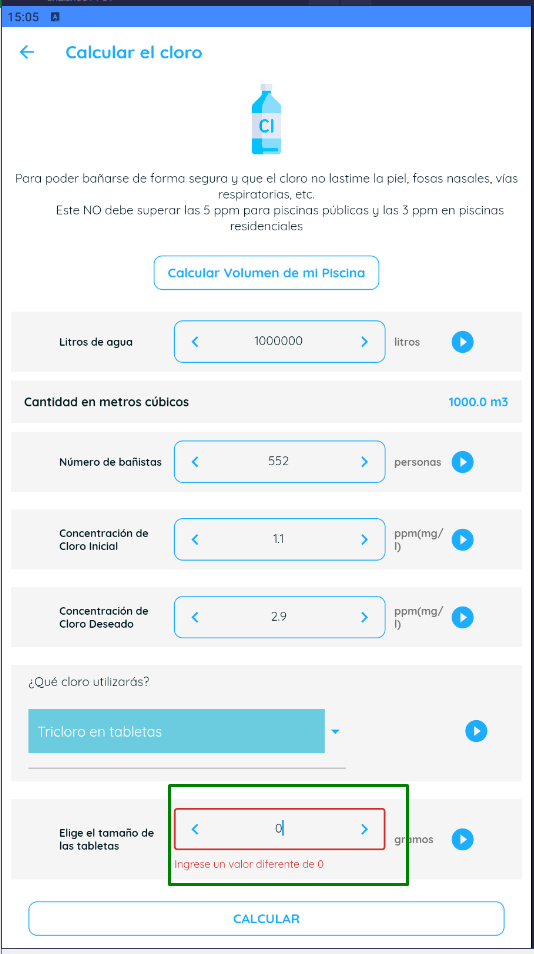 15:05 A
Calcular el cloro
Cl
Para poder bañarse de forma segura y que el cloro no lastime la piel, fosas nasales, vías
respiratorias, etc.
Este NO debe superar las 5 ppm para piscinas públicas y las 3 ppm en piscinas
residenciales
Calcular Volumen de mi Piscina
Litros de agua
1000000
litros
Cantidad en metros cúbicos
1000.0 m3
Número de bañistas
552
personas
Concentración de
Cloro Inicial
1.1
ppm(mg/
l)
Concentración de
Cloro Deseado
2.9
ppm(mg/
l)
¿Qué cloro utilizarás?
Tricloro en tabletas
Elige el tamaño de
las tabletas
0
gramos
Ingrese un valor diferente de 0
CALCULAR